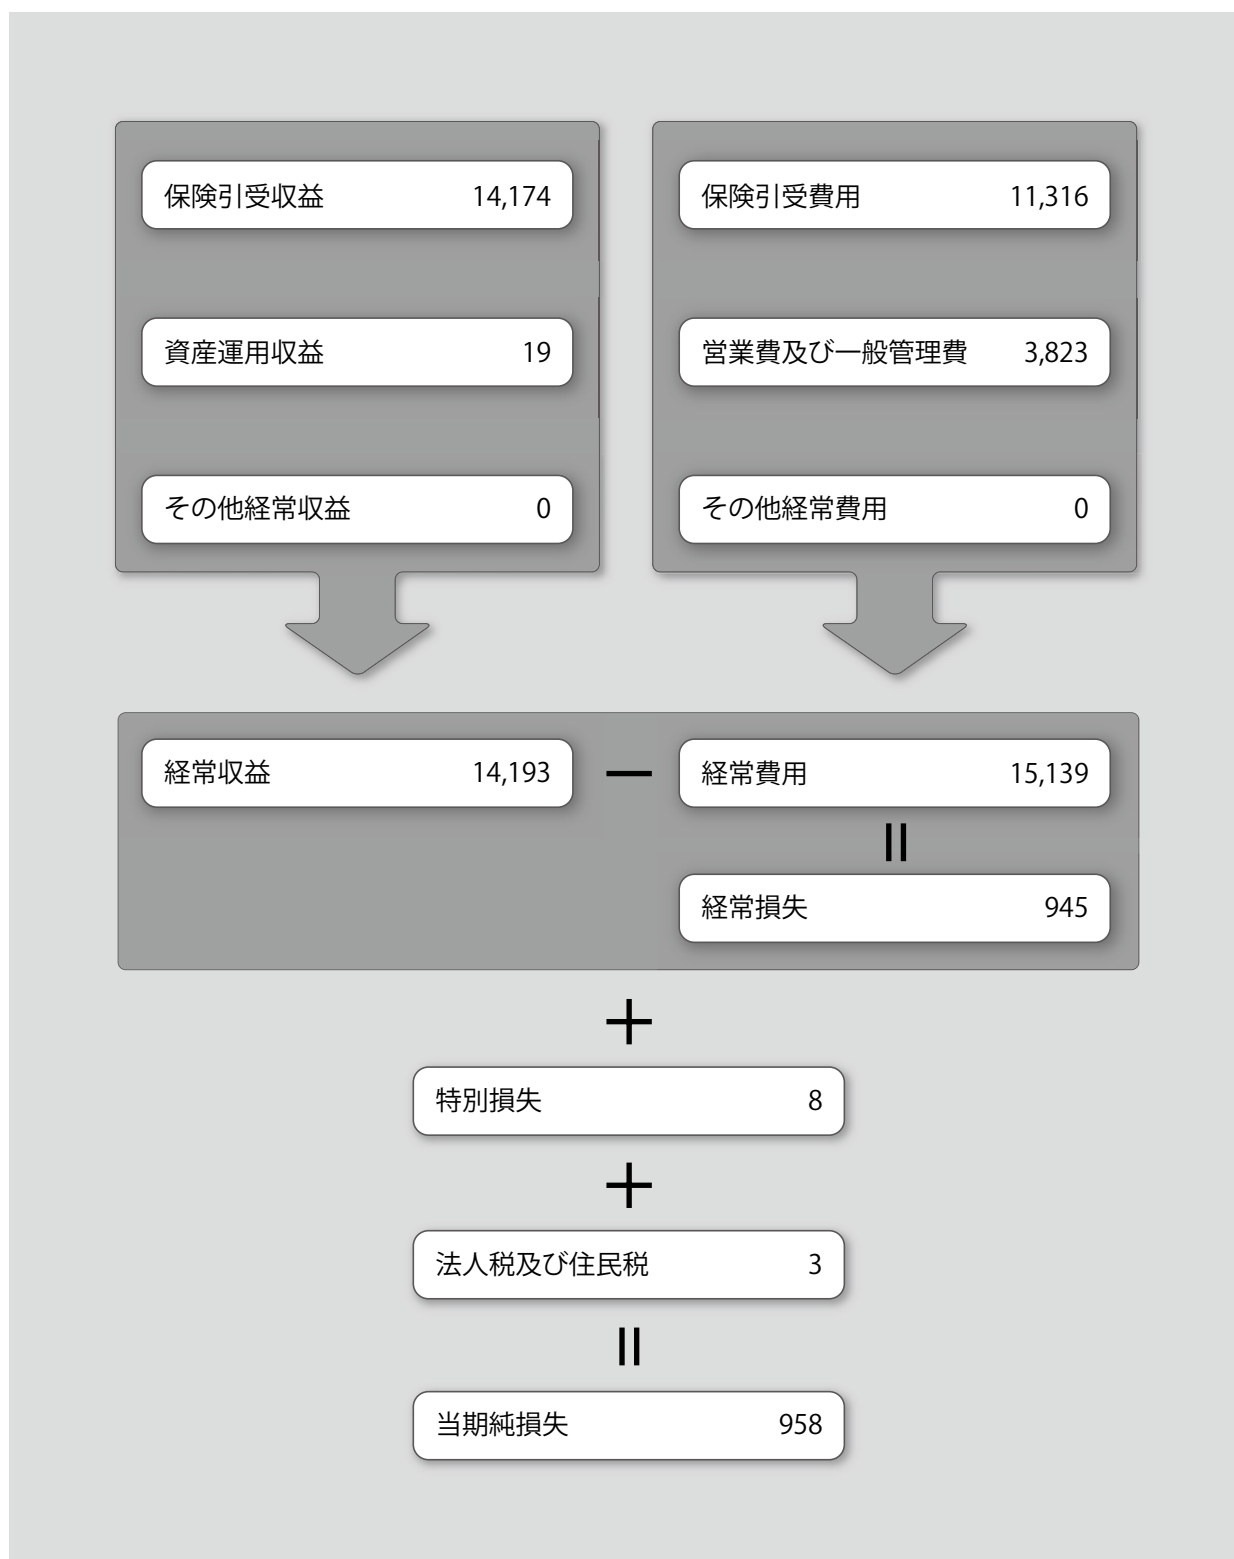 保険引受収益 14,174
資産運用収益 19
その他経常収益 0
保険引受費用 11,316
営業費及び一般管理費 3,823
その他経常費用 0
経常収益 14,193
−
経常費用 15,139
=
経常損失 945
+
特別損失 8
+
法人税及び住民税 3
=
当期純損失 958